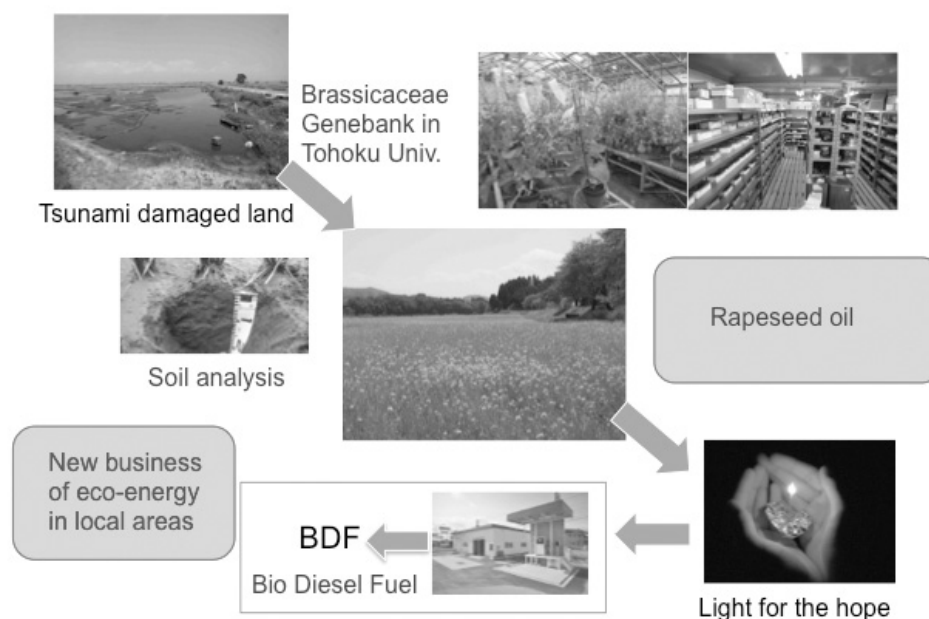 Brassicaceae
Genebank in
Tohoku Univ.
Tsunami damaged land
Soil analysis
Rapeseed oil
New business
of eco-energy
in local areas
BDF
Bio Diesel Fuel
Light for the hope